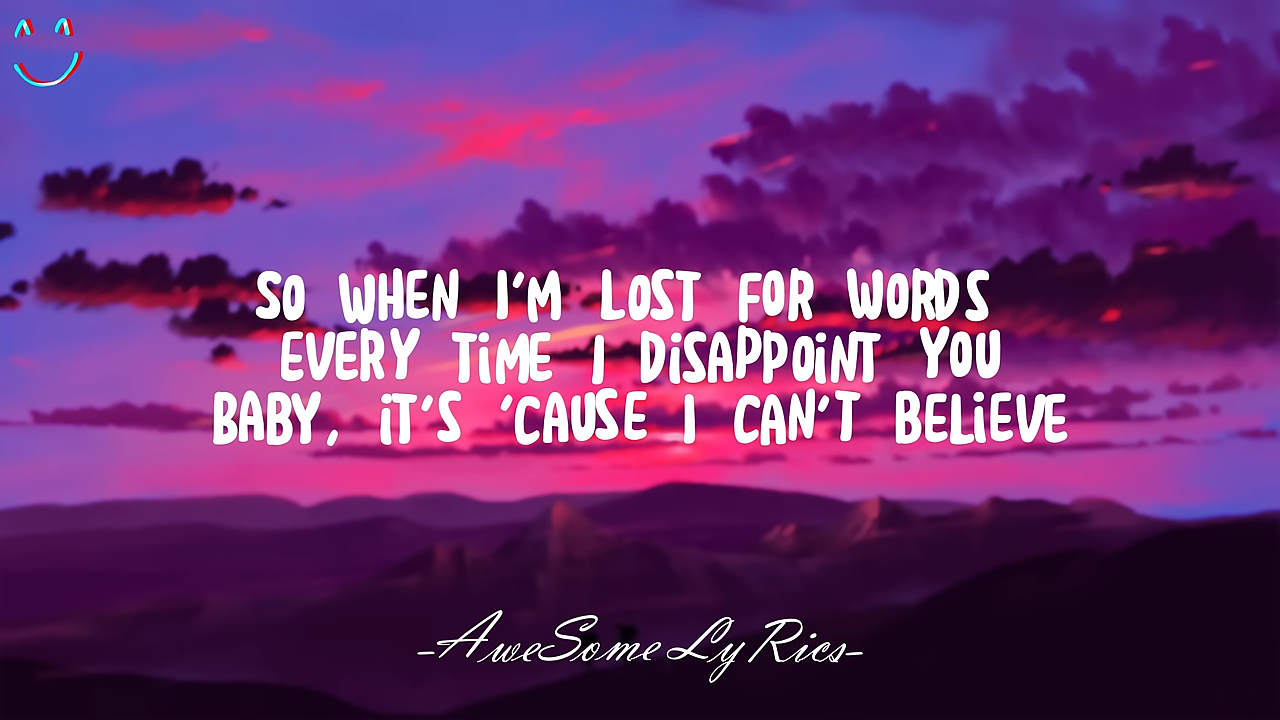 SO WHEN I'M LOST FOR WORDS
EVERY TIME I DISAPPOINT YOU
BABY, IT'S 'CAUSE I CAN'T BELIEVE
-AweSome LyRics-